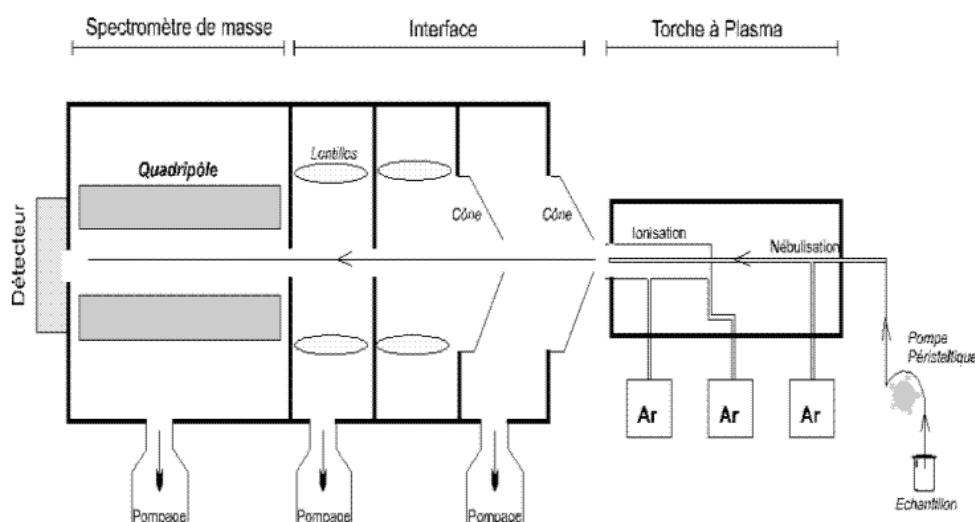 Spectromètre de masse
Interface
Torche à Plasma
Quadripôle
Lentilles
Cône
Cône
Ionisation
Nébulisation
Détecteur
Pompe
Péristaltique
Ar
Ar
Ar
Echantillon
Pompage
Pompage
Pompage